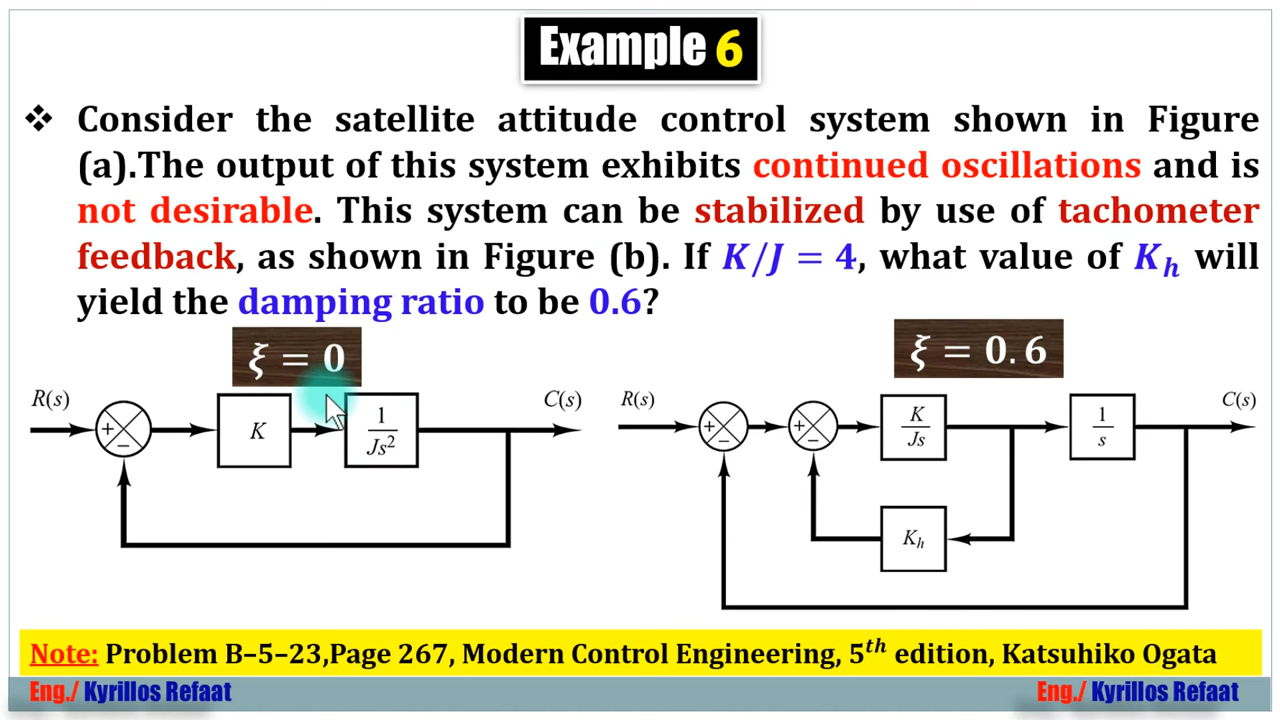 Example 6
❖ Consider the satellite attitude control system shown in Figure
(a).The output of this system exhibits continued oscillations and is
not desirable. This system can be stabilized by use of tachometer
feedback, as shown in Figure (b). If K/J = 4, what value of K_h will
yield the damping ratio to be 0.6?
ξ = 0
ξ = 0.6
R(s)
+
−
K
1
Js²
C(s)
R(s)
+
−
+
−
K
Js
1
s
C(s)
K_h
Note: Problem B–5–23,Page 267, Modern Control Engineering, 5th edition, Katsuhiko Ogata
Eng./ Kyrillos Refaat
Eng./ Kyrillos Refaat